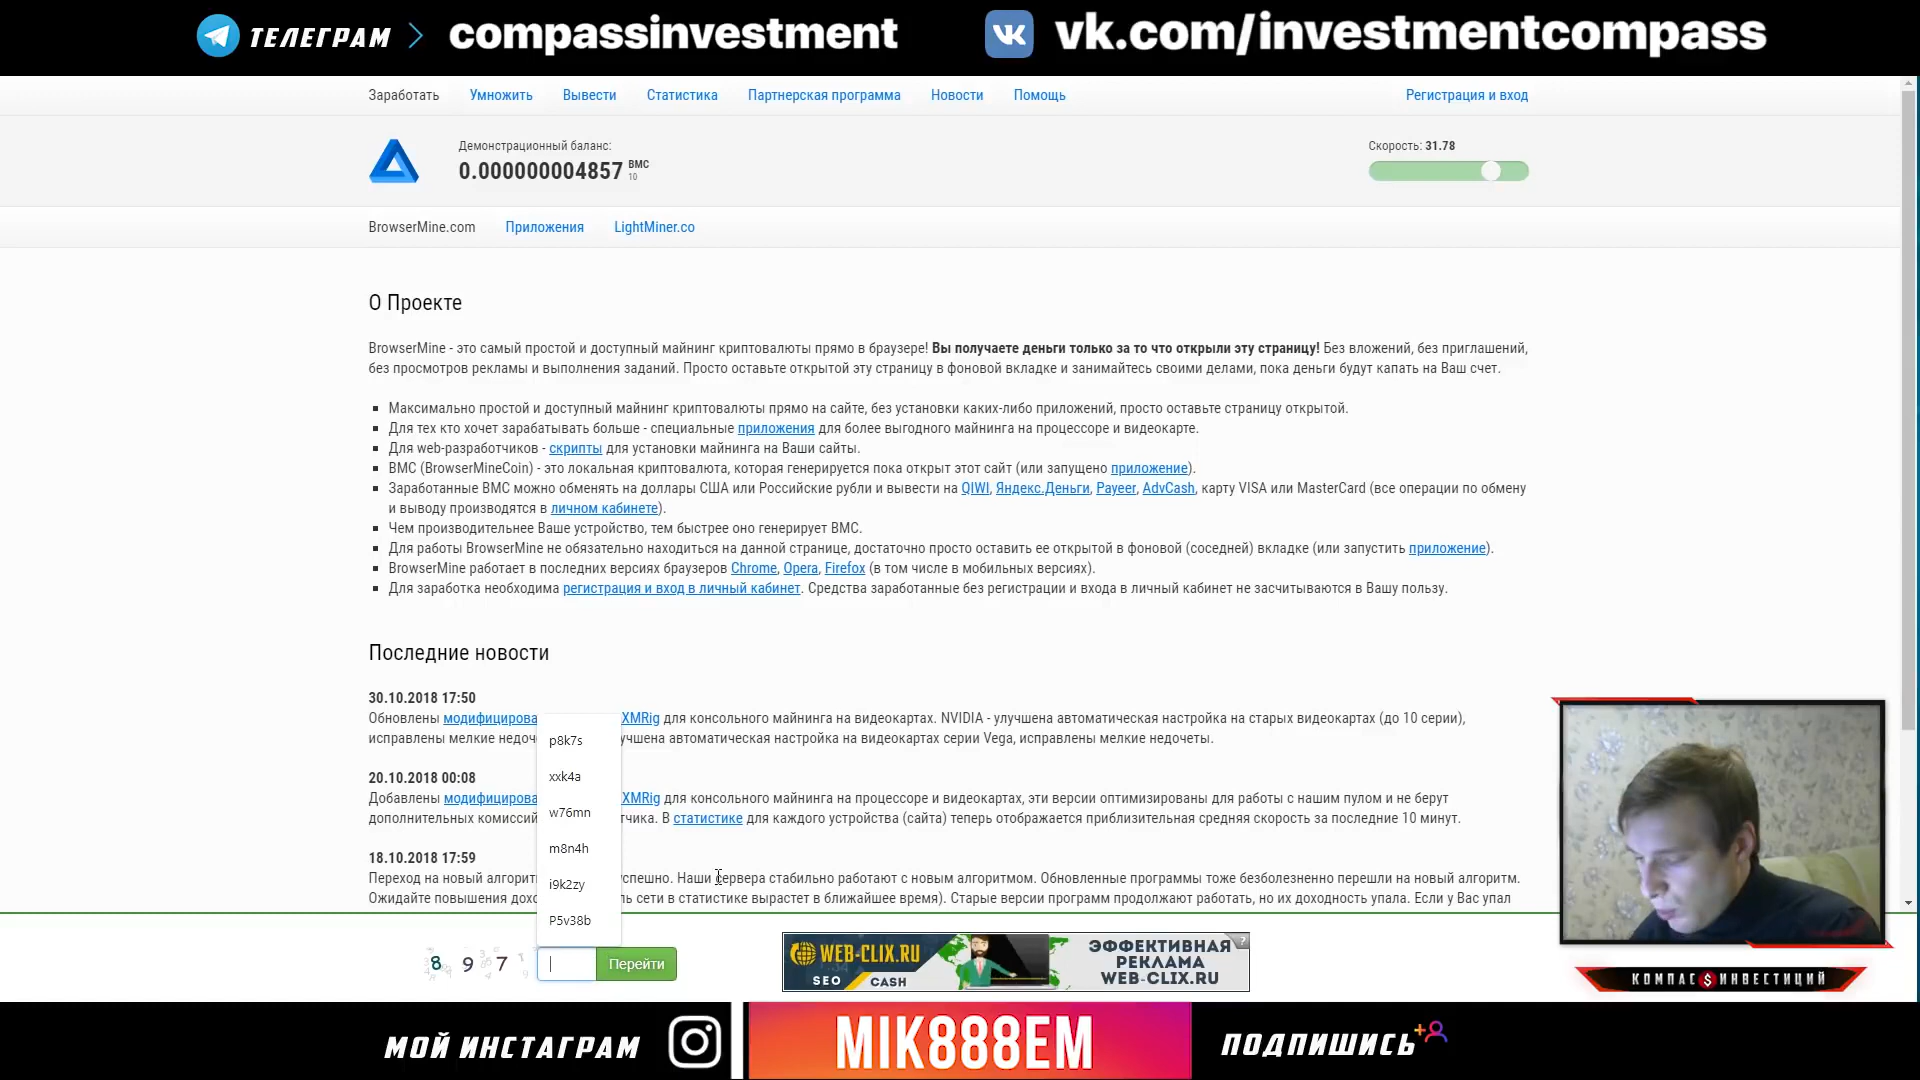 ТЕЛЕГРАМ compassinvestment vk.com/investmentcompass
Заработать Умножить Вывести Статистика Партнерская программа Новости Помощь Регистрация и вход
Демонстрационный баланс:
0.000000004857 BMC 10
Скорость: 31.78
BrowserMine.com Приложения LightMiner.co
О Проекте
BrowserMine - это самый простой и доступный майнинг криптовалюты прямо в браузере! Вы получаете деньги только за то что открыли эту страницу! Без вложений, без приглашений,
без просмотров рекламы и выполнения заданий. Просто оставьте открытой эту страницу в фоновой вкладке и занимайтесь своими делами, пока деньги будут капать на Ваш счет.
Максимально простой и доступный майнинг криптовалюты прямо на сайте, без установки каких-либо приложений, просто оставьте страницу открытой.
Для тех кто хочет зарабатывать больше - специальные приложения для более выгодного майнинга на процессоре и видеокарте.
Для web-разработчиков - скрипты для установки майнинга на Ваши сайты.
BMC (BrowserMineCoin) - это локальная криптовалюта, которая генерируется пока открыт этот сайт (или запущено приложение).
Заработанные BMC можно обменять на доллары США или Российские рубли и вывести на QIWI, Яндекс.Деньги, Payeer, AdvCash, карту VISA или MasterCard (все операции по обмену
и выводу производятся в личном кабинете).
Чем производительнее Ваше устройство, тем быстрее оно генерирует BMC.
Для работы BrowserMine не обязательно находиться на данной странице, достаточно просто оставить ее открытой в фоновой (соседней) вкладке (или запустить приложение).
BrowserMine работает в последних версиях браузеров Chrome, Opera, Firefox (в том числе в мобильных версиях).
Для заработка необходима регистрация и вход в личный кабинет. Средства заработанные без регистрации и входа в личный кабинет не засчитываются в Вашу пользу.
Последние новости
30.10.2018 17:50
Обновлены модифицирова XMRig для консольного майнинга на видеокартах. NVIDIA - улучшена автоматическая настройка на старых видеокартах (до 10 серии),
исправлены мелкие недоч учшена автоматическая настройка на видеокартах серии Vega, исправлены мелкие недочеты.
20.10.2018 00:08
Добавлены модифицирова XMRig для консольного майнинга на процессоре и видеокартах, эти версии оптимизированы для работы с нашим пулом и не берут
дополнительных комиссий тчика. В статистике для каждого устройства (сайта) теперь отображается приблизительная средняя скорость за последние 10 минут.
18.10.2018 17:59
Переход на новый алгорит успешно. Наши сервера стабильно работают с новым алгоритмом. Обновленные программы тоже безболезненно перешли на новый алгоритм.
Ожидайте повышения дохо ль сети в статистике вырастет в ближайшее время). Старые версии программ продолжают работать, но их доходность упала. Если у Вас упал
p8k7s
xxk4a
w76mn
m8n4h
i9k2zy
P5v38b
8 9 7 Перейти
WEB-CLIX.RU
SEO CASH
ЭФФЕКТИВНАЯ
РЕКЛАМА
WEB-CLIX.RU
?
КОМПАС $ ИНВЕСТИЦИЙ
МОЙ ИНСТАГРАМ MIK888EM ПОДПИШИСЬ